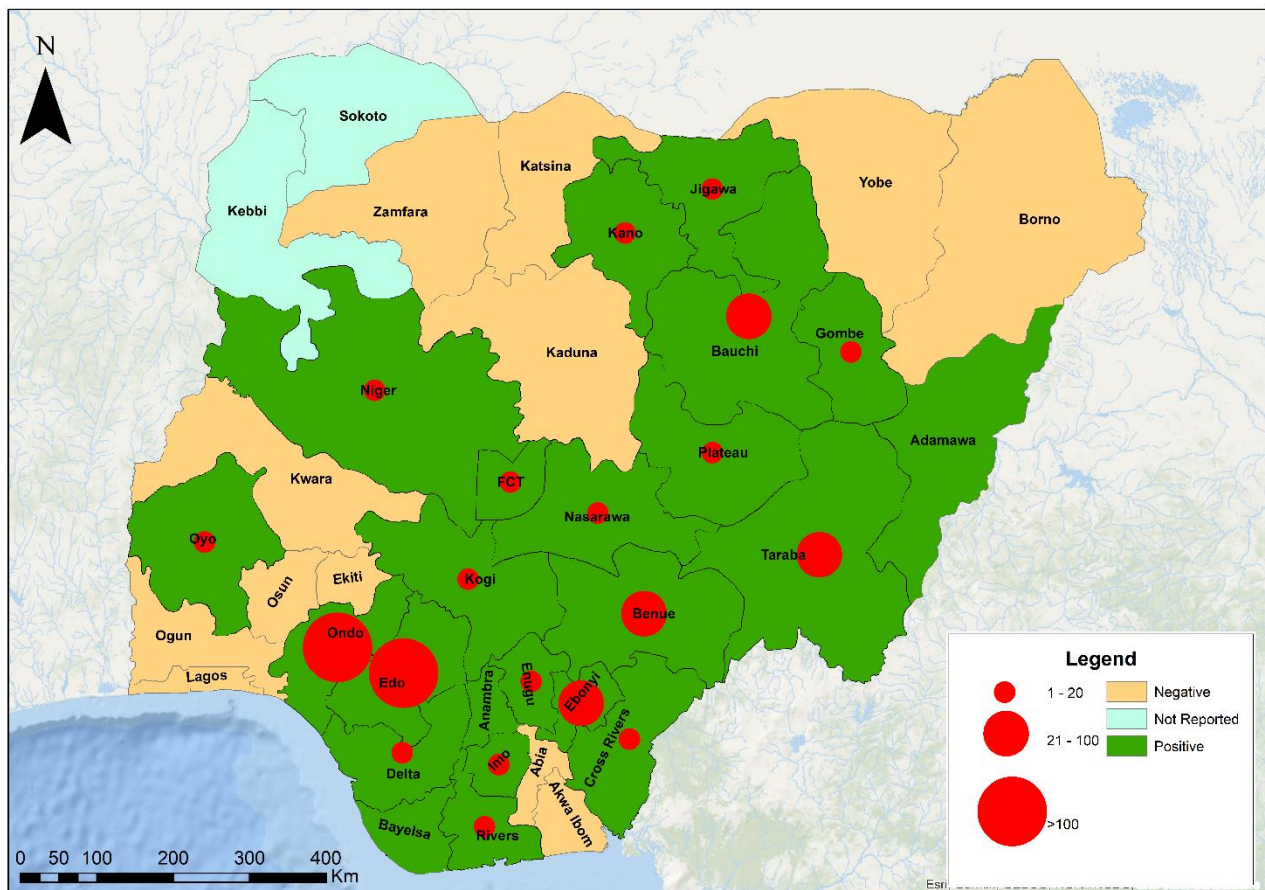 N
Sokoto
Katsina
Kebbi
Zamfara
Jigawa
Yobe
Borno
Kano
Kaduna
Bauchi
Gombe
Niger
Adamawa
Plateau
FCT
Kwara
Nasarawa
Oyo
Taraba
Kogi
Osun
Ekiti
Benue
Ogun
Ondo
Lagos
Edo
Anambra
Enugu
Ebonyi
Cross Rivers
Delta
Imo
Abia
Akwa Ibom
Bayelsa
Rivers
Legend
1 - 20
Negative
21 - 100
Not Reported
Positive
>100
0 50 100 200 300 400
Km